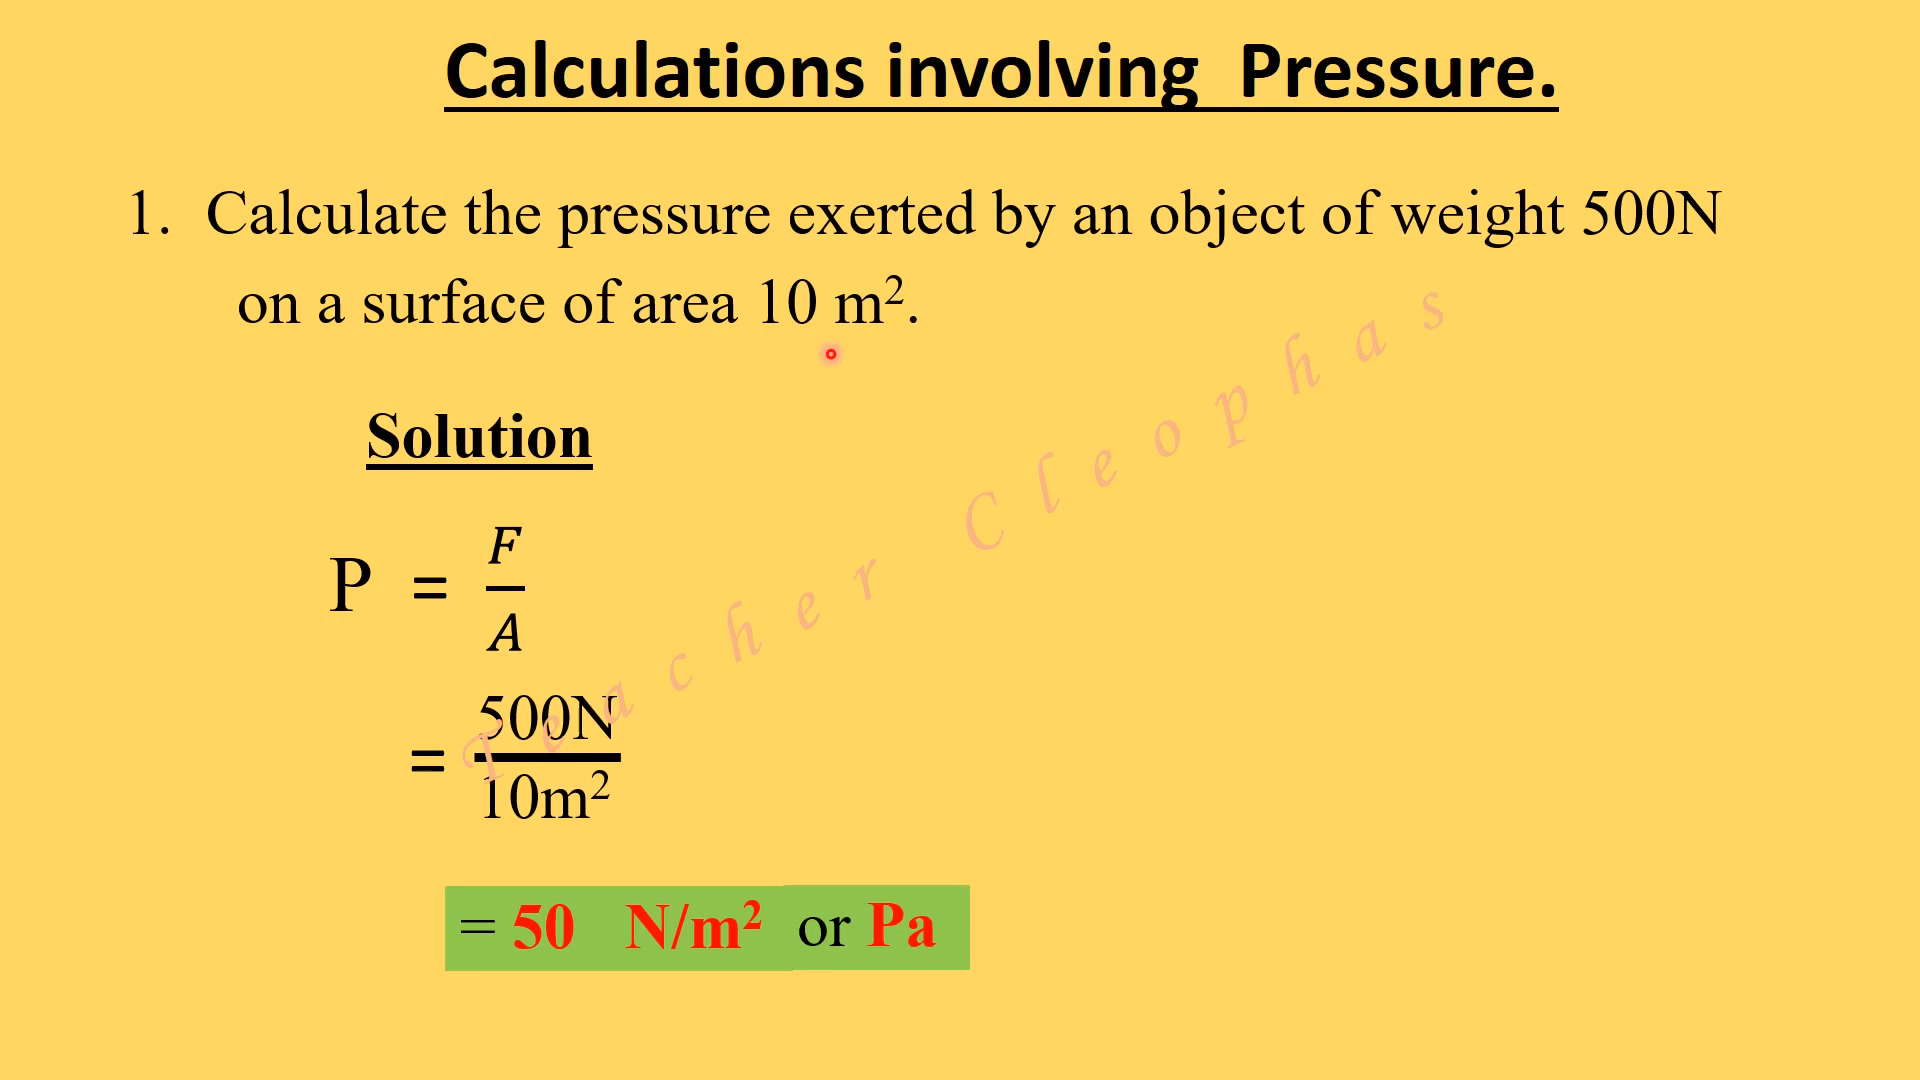 Calculations involving Pressure.
1. Calculate the pressure exerted by an object of weight 500N
on a surface of area 10 m².
Solution
P = F/A
= 500N/10m²
= 50 N/m² or Pa
Teacher Cleophas